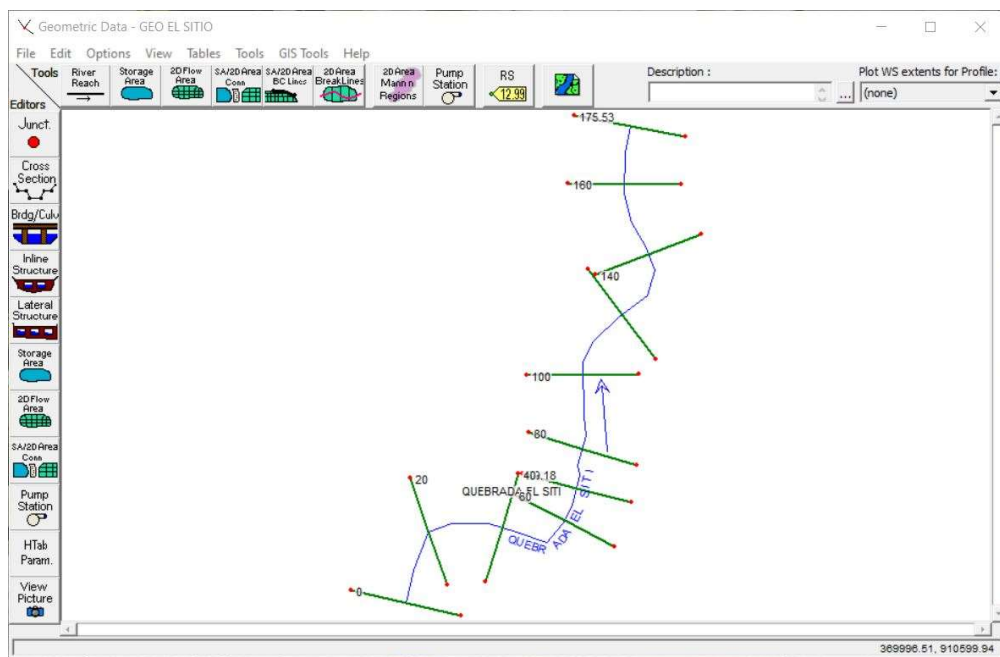 Geometric Data - GEO EL SITIO
File Edit Options View Tables Tools GIS Tools Help
Tools
Editors
River
Reach
Storage
Area
2D Flow
Area
SA/2D Area
Conn
SA/2D Area
BC Lines
2D Area
BreakLines
2D Area
Mann n
Regions
Pump
Station
RS
12.99
Description :
...
Plot WS extents for Profile:
(none)
Junct.
Cross
Section
Brdg/Culv
Inline
Structure
Lateral
Structure
Storage
Area
2D Flow
Area
SA/2D Area
Conn
Pump
Station
HTab
Param.
View
Picture
175.53
160
140
100
80
60
QUEBRADA EL SITI
QUEBR ADA EL SITI
20
0
369996.51, 910599.94